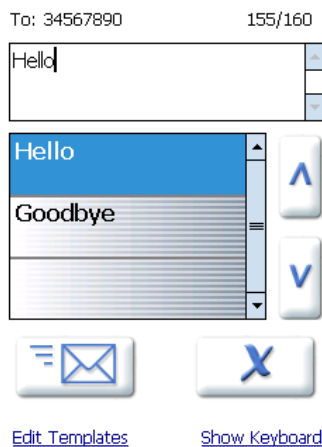 To: 34567890 155/160
Hello
Hello
Goodbye
Edit Templates Show Keyboard